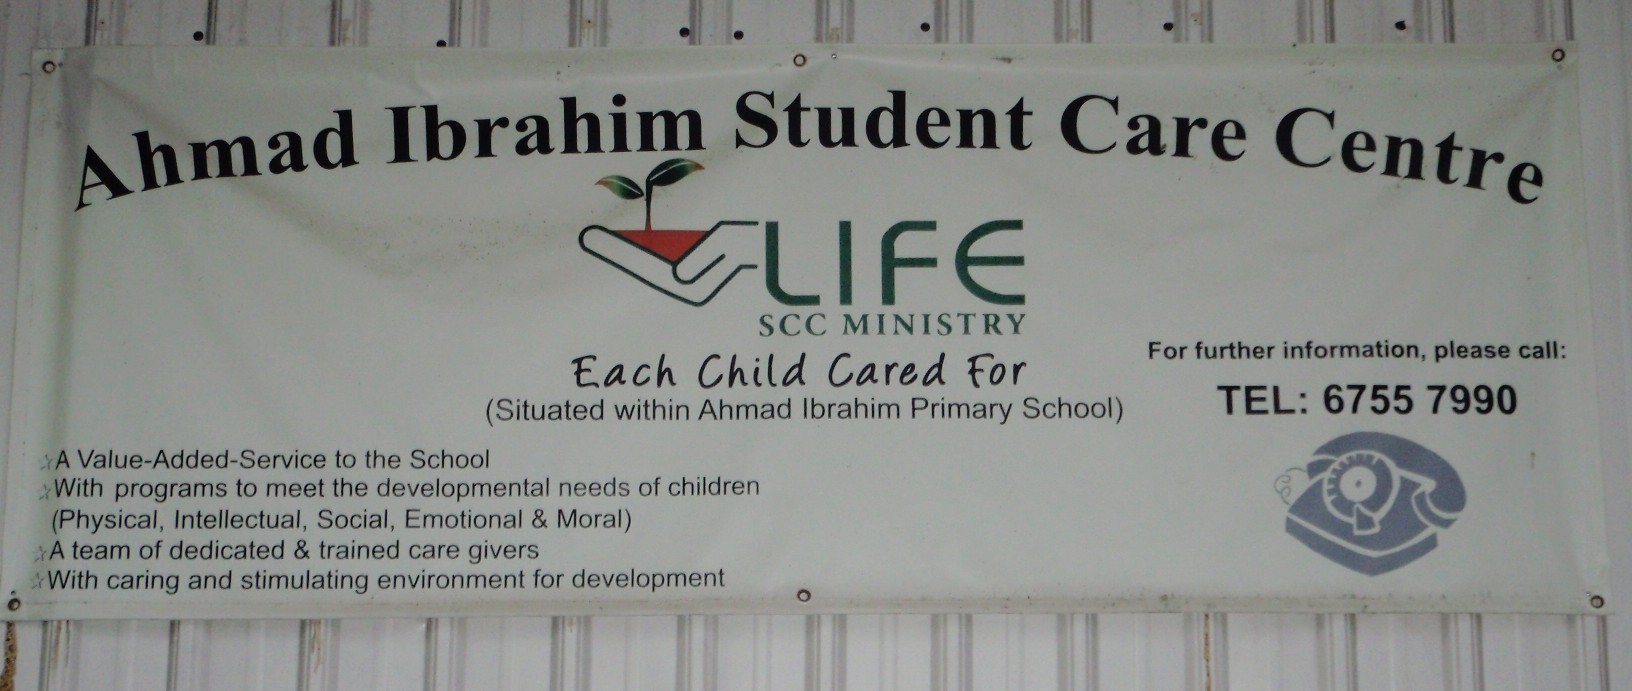 Ahmad Ibrahim Student Care Centre
LIFE
SCC MINISTRY
Each Child Cared For
(Situated within Ahmad Ibrahim Primary School)
For further information, please call:
TEL: 6755 7990
☆A Value-Added-Service to the School
☆With programs to meet the developmental needs of children
(Physical, Intellectual, Social, Emotional & Moral)
☆A team of dedicated & trained care givers
☆With caring and stimulating environment for development